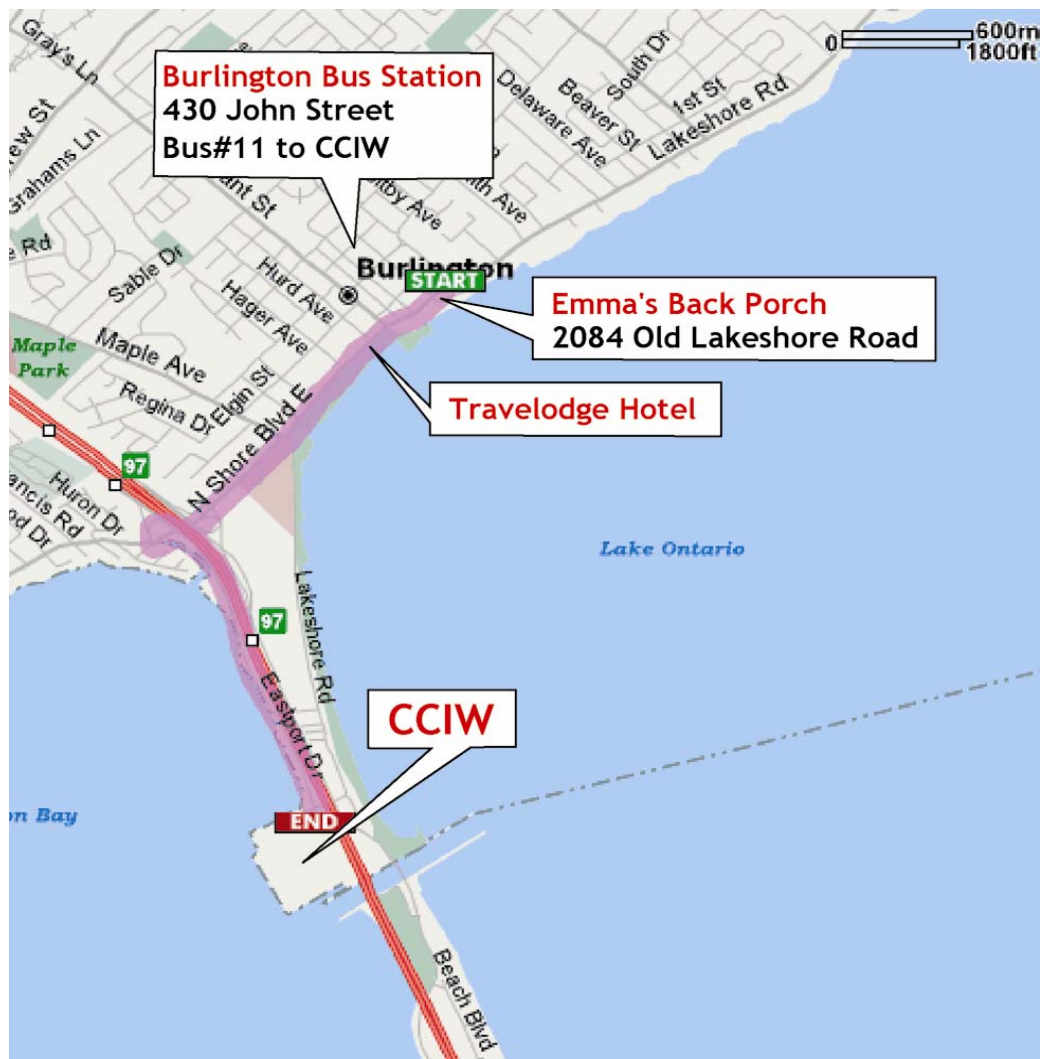 Gray's Ln
Burlington Bus Station
430 John Street
Bus#11 to CCIW
0
600m
1800ft
South Dr
Delaware Ave
Beaver St
1st St
Lakeshore Rd
Grahams Ln
Sable Dr
Hurd Ave
Hager Ave
Burlington
START
Emma's Back Porch
2084 Old Lakeshore Road
Maple
Park
Maple Ave
Regina Dr
Elgin St
Travelodge Hotel
N Shore Blvd E
97
Huron Dr
Lake Ontario
97
Lakeshore Rd
Eastport Dr
CCIW
END
Bay
Beach Blvd